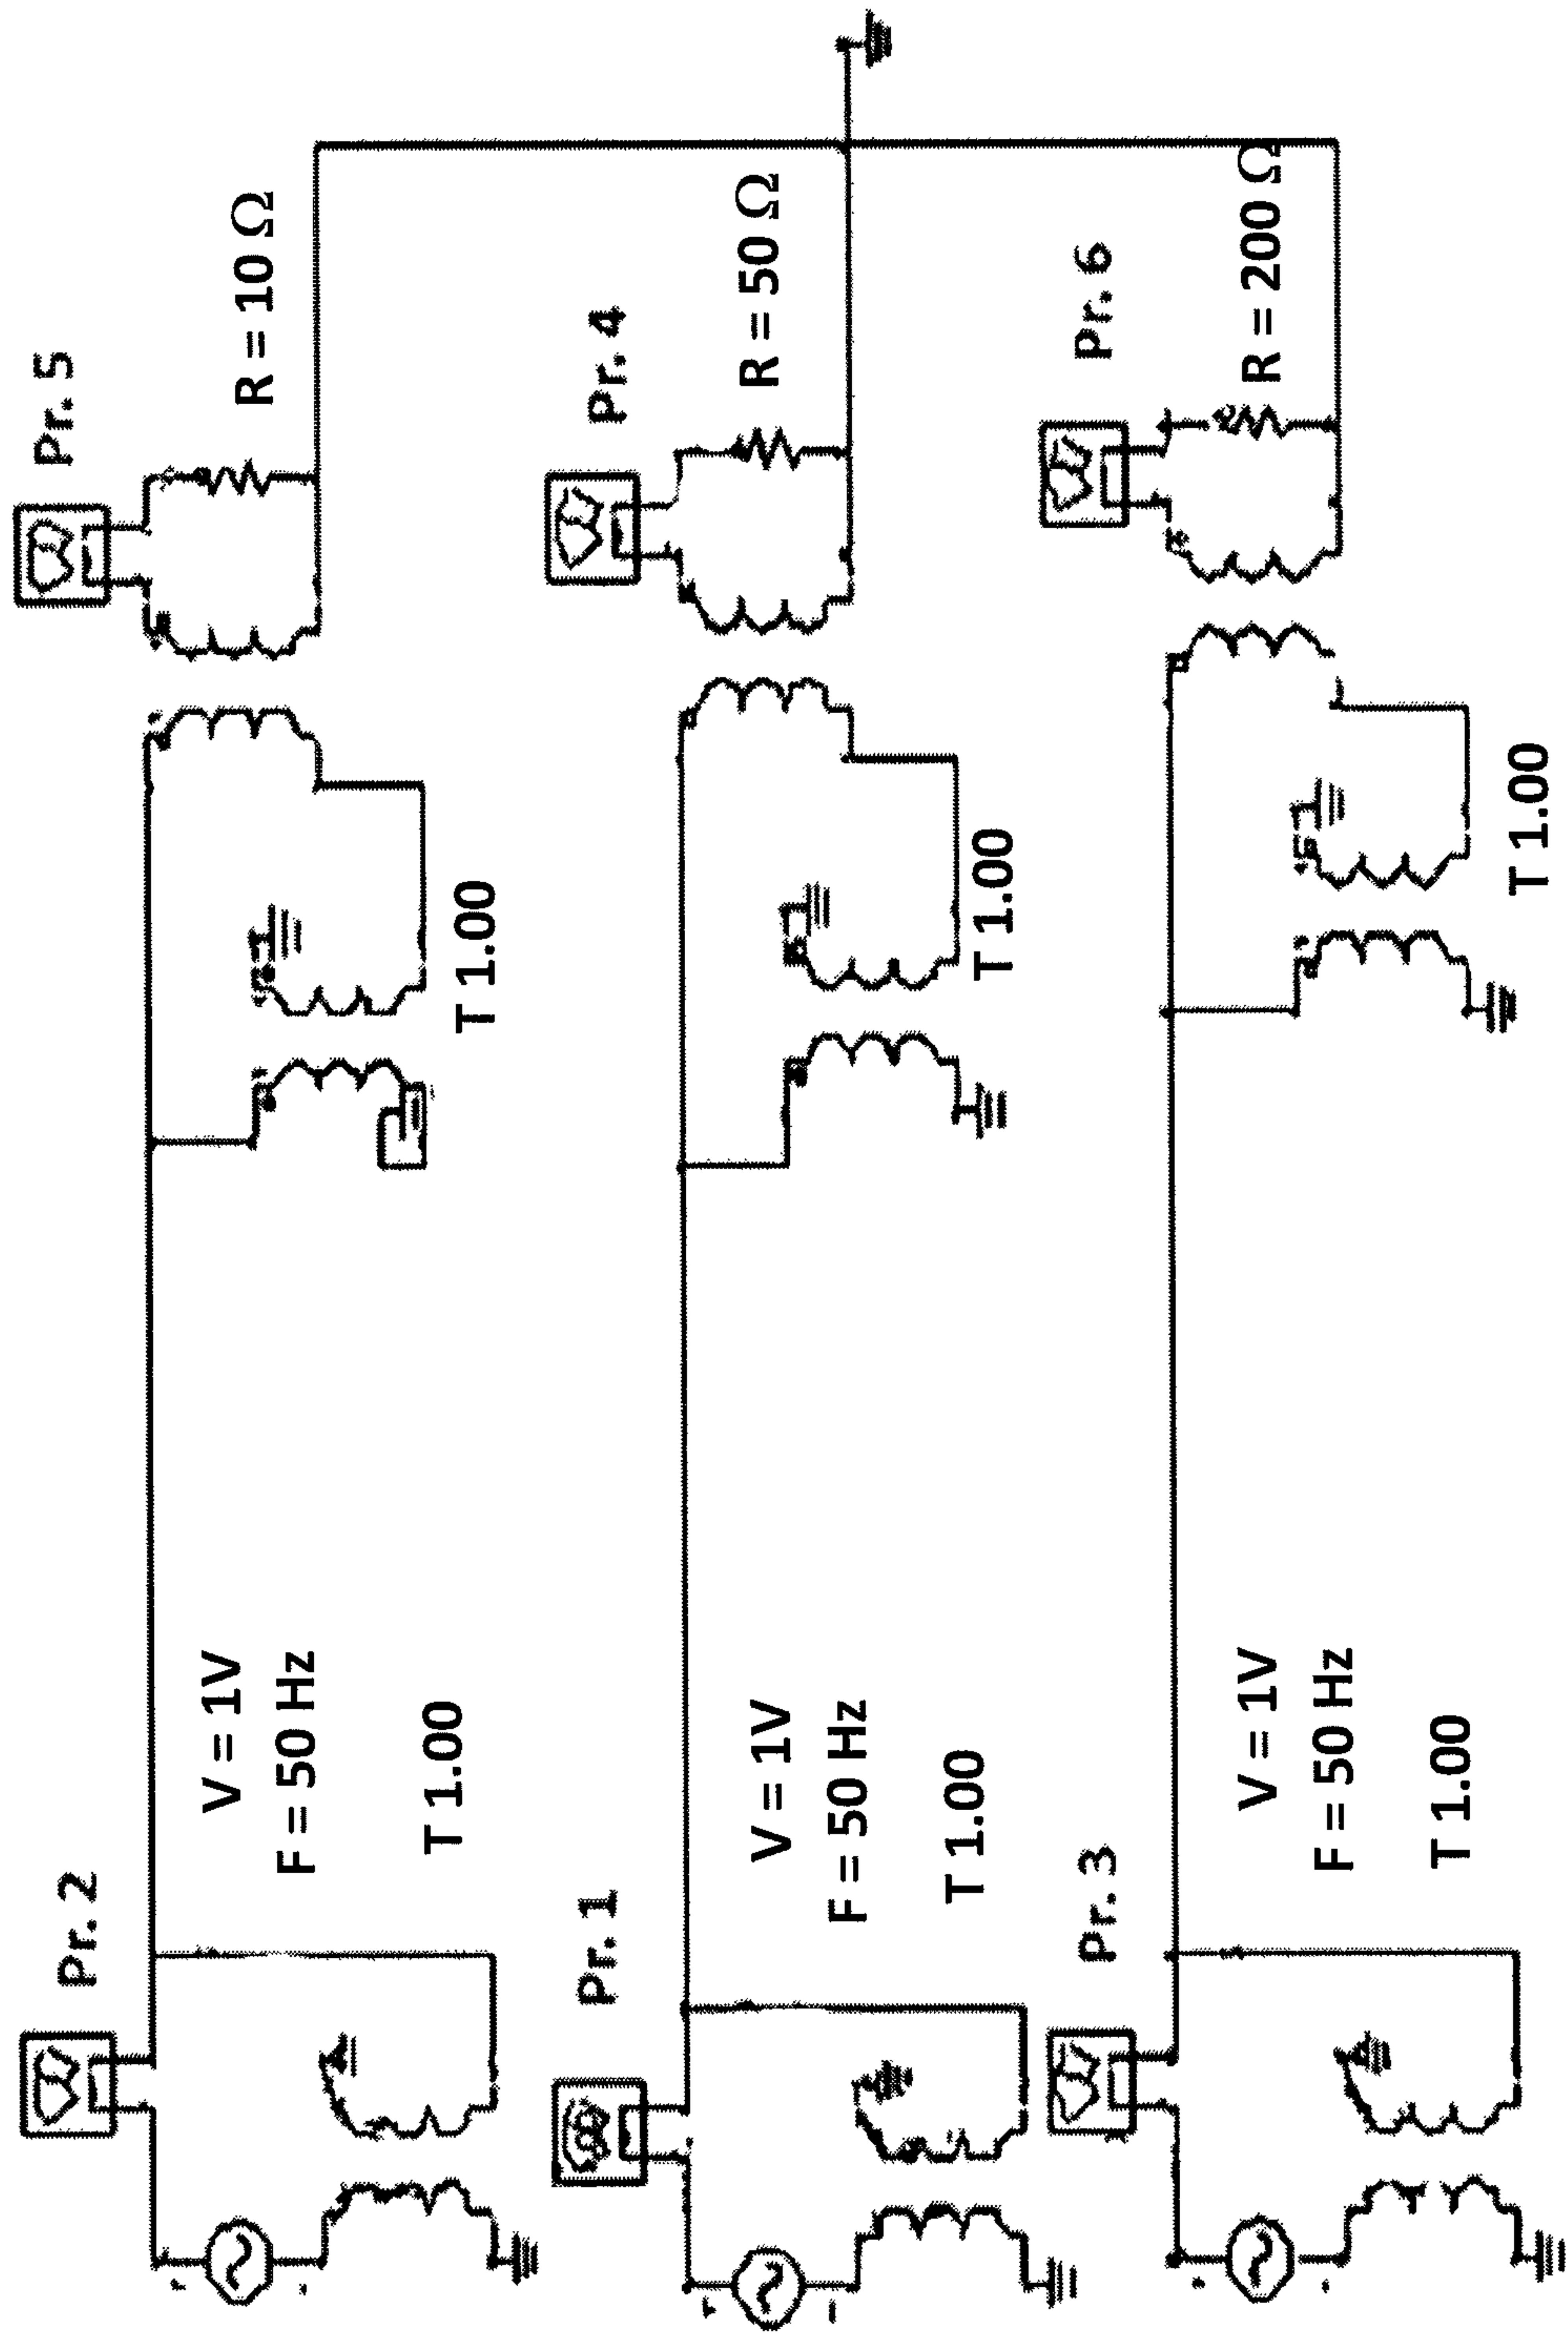 Pr. 5
R = 10 Ω
T 1.00
Pr. 2
V = 1V
F = 50 Hz
T 1.00
Pr. 4
R = 50 Ω
T 1.00
Pr. 1
V = 1V
F = 50 Hz
T 1.00
Pr. 6
R = 200 Ω
T 1.00
Pr. 3
V = 1V
F = 50 Hz
T 1.00